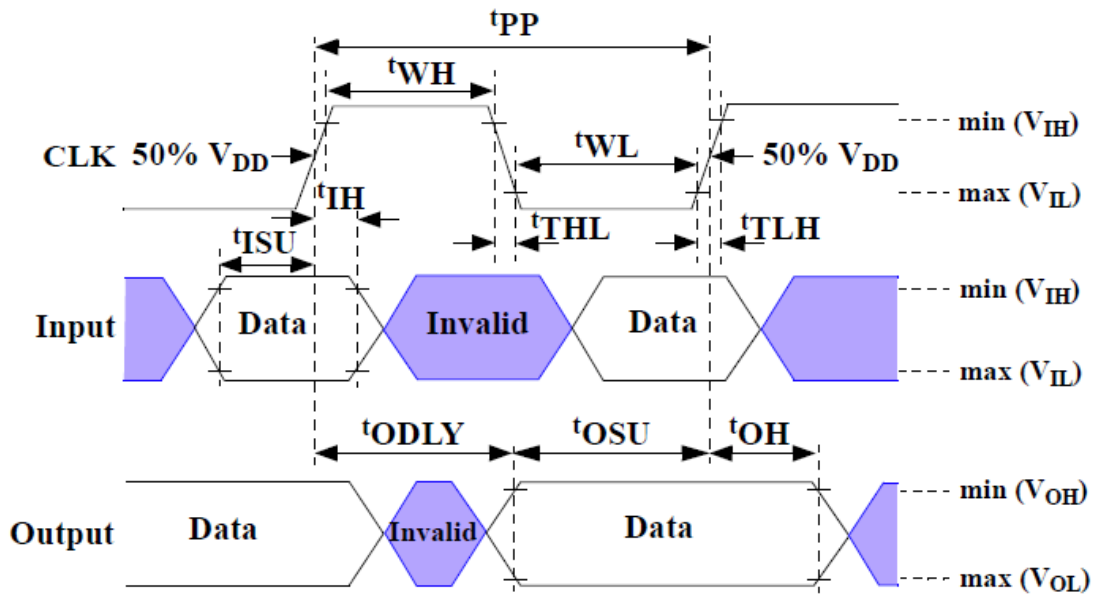 tPP
tWH
min (VIH)
CLK 50% VDD
tWL
50% VDD
max (VIL)
tIH
tTHL
tTLH
tISU
min (VIH)
Input
Data
Invalid
Data
max (VIL)
tODLY
tOSU
tOH
min (VOH)
Output
Data
Invalid
Data
max (VOL)